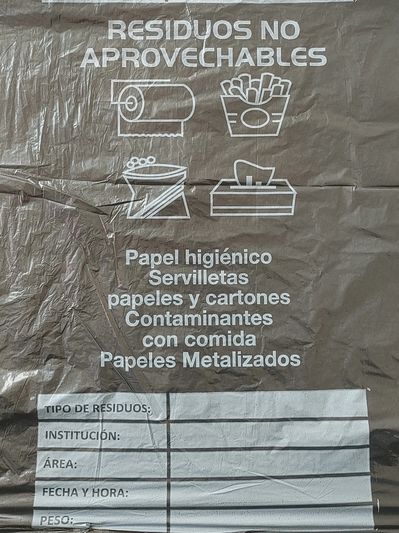 RESIDUOS NO
APROVECHABLES
Papel higiénico
Servilletas
papeles y cartones
Contaminantes
con comida
Papeles Metalizados
TIPO DE RESIDUOS:
INSTITUCIÓN:
ÁREA:
FECHA Y HORA:
PESO: